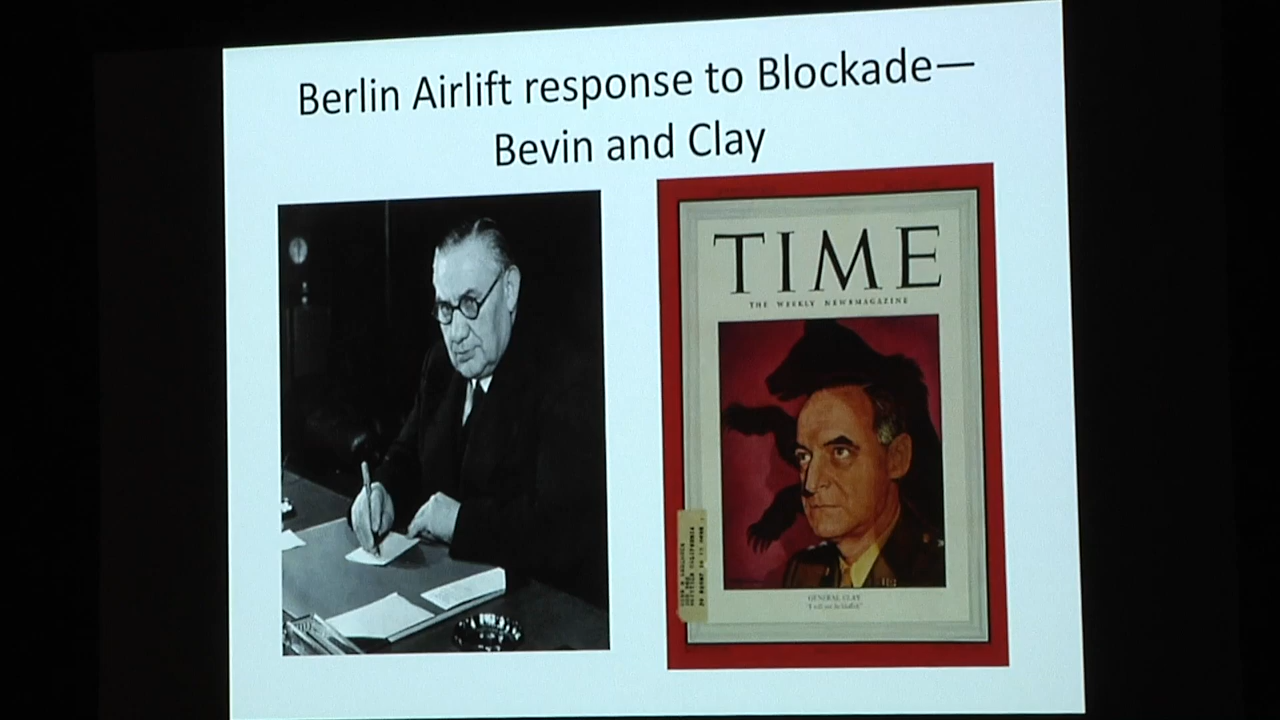 Berlin Airlift response to Blockade—
Bevin and Clay
TIME
THE WEEKLY NEWSMAGAZINE
GENERAL CLAY